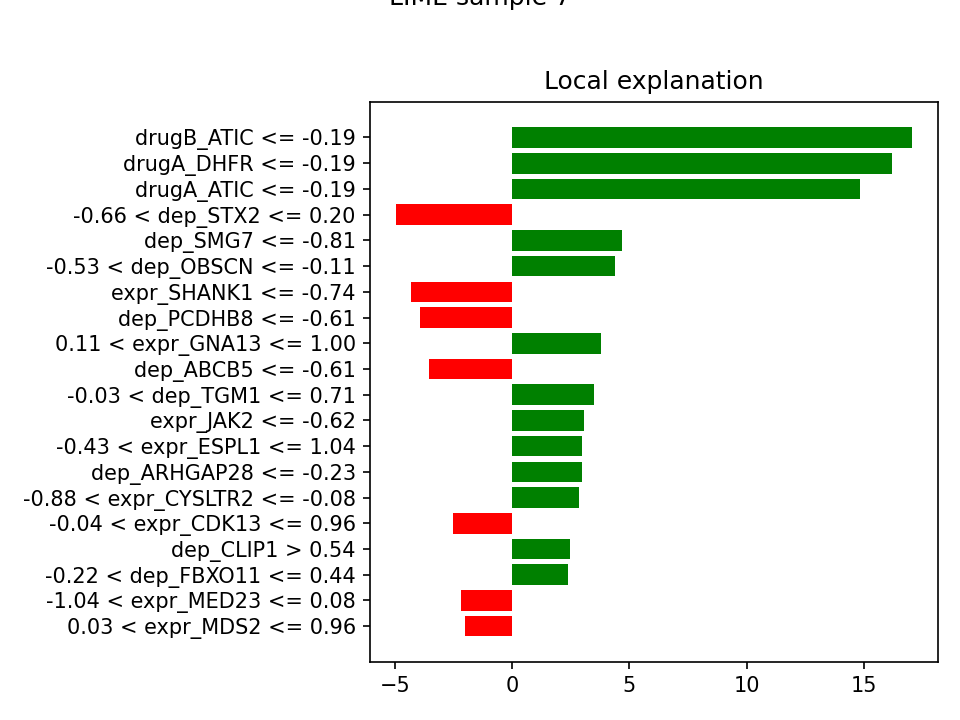 LIME sample 7
Local explanation
drugB_ATIC <= -0.19
drugA_DHFR <= -0.19
drugA_ATIC <= -0.19
-0.66 < dep_STX2 <= 0.20
dep_SMG7 <= -0.81
-0.53 < dep_OBSCN <= -0.11
expr_SHANK1 <= -0.74
dep_PCDHB8 <= -0.61
0.11 < expr_GNA13 <= 1.00
dep_ABCB5 <= -0.61
-0.03 < dep_TGM1 <= 0.71
expr_JAK2 <= -0.62
-0.43 < expr_ESPL1 <= 1.04
dep_ARHGAP28 <= -0.23
-0.88 < expr_CYSLTR2 <= -0.08
-0.04 < expr_CDK13 <= 0.96
dep_CLIP1 > 0.54
-0.22 < dep_FBXO11 <= 0.44
-1.04 < expr_MED23 <= 0.08
0.03 < expr_MDS2 <= 0.96
−5 0 5 10 15